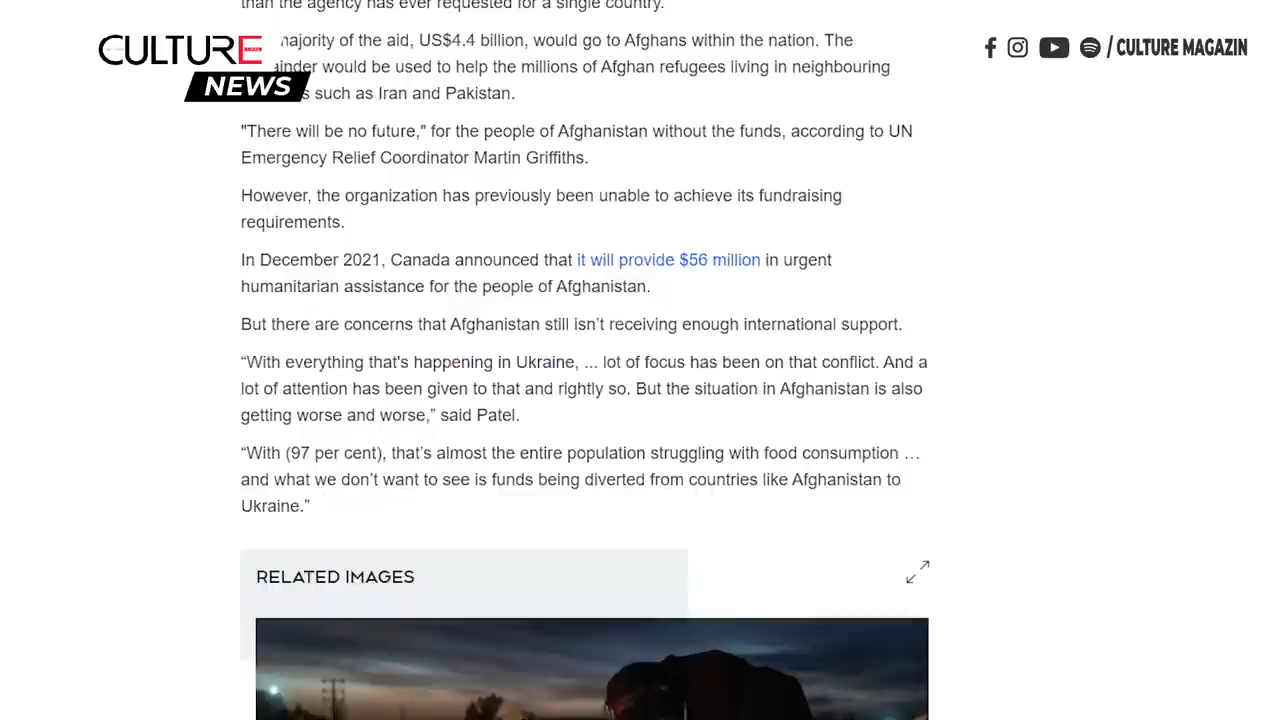 than the agency has ever requested for a single country.
CULTURE
NEWS
/ CULTURE MAGAZIN
majority of the aid, US$4.4 billion, would go to Afghans within the nation. The
would be used to help the millions of Afghan refugees living in neighbouring
such as Iran and Pakistan.
"There will be no future," for the people of Afghanistan without the funds, according to UN
Emergency Relief Coordinator Martin Griffiths.
However, the organization has previously been unable to achieve its fundraising
requirements.
In December 2021, Canada announced that it will provide $56 million in urgent
humanitarian assistance for the people of Afghanistan.
But there are concerns that Afghanistan still isn’t receiving enough international support.
“With everything that's happening in Ukraine, ... lot of focus has been on that conflict. And a
lot of attention has been given to that and rightly so. But the situation in Afghanistan is also
getting worse and worse,” said Patel.
“With (97 per cent), that’s almost the entire population struggling with food consumption …
and what we don’t want to see is funds being diverted from countries like Afghanistan to
Ukraine.”
RELATED IMAGES